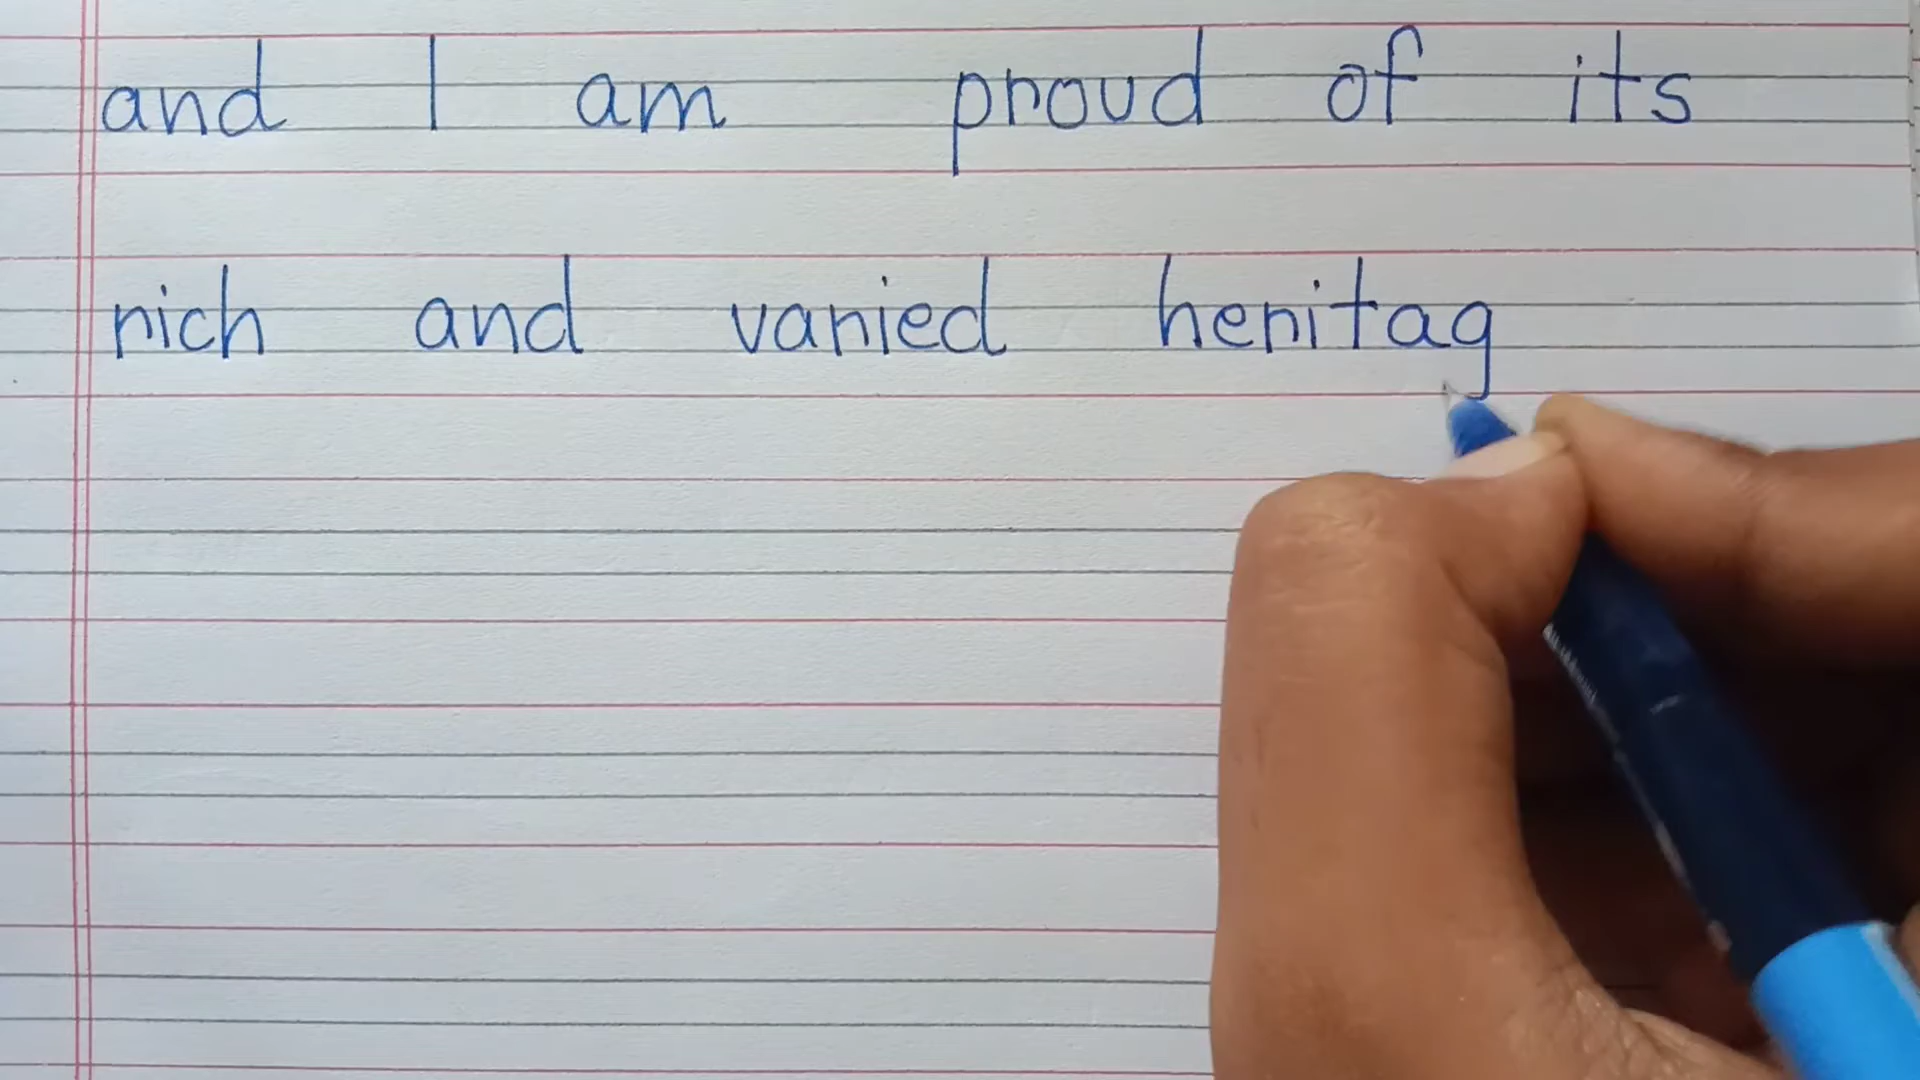 and I am proud of its
rich and varied heritag